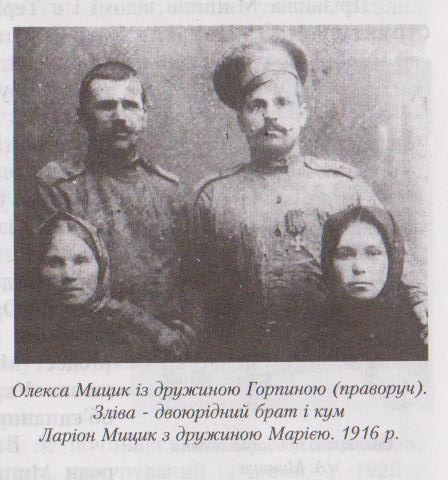 Олекса Мицик із дружиною Горпиною (праворуч).
Зліва - двоюрідний брат і кум
Ларіон Мицик з дружиною Марією. 1916 р.